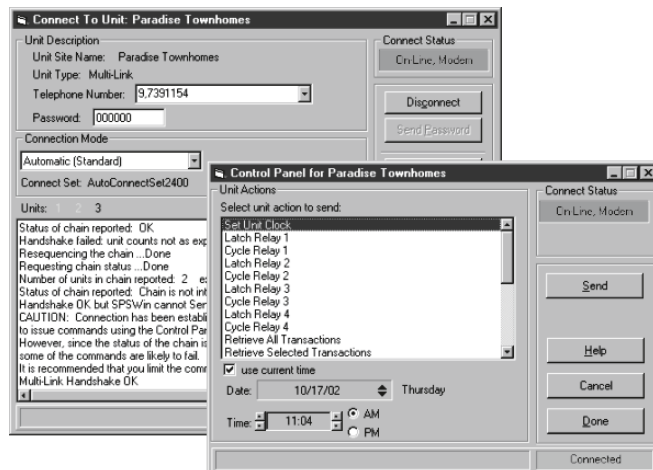 Connect To Unit: Paradise Townhomes
Unit Description
Unit Site Name: Paradise Townhomes
Unit Type: Multi-Link
Telephone Number: 9,7391154
Password: 000000
Connection Mode
Automatic (Standard)
Connect Set: AutoConnectSet2400
Units: 1 2 3
Status of chain reported: OK
Handshake failed: unit counts not as exp
Resequencing the chain ...Done
Requesting chain status ...Done
Number of units in chain reported: 2 e
Status of chain reported: Chain is not int
Handshake OK but SPSWin cannot Ser
CAUTION: Connection has been establi
to issue commands using the Control Par
However, since the status of the chain is
some of the commands are likely to fail.
It is recommended that you limit the comr
Multi-Link Handshake OK
Connect Status
On-Line, Modem
Disconnect
Send Password
Control Panel for Paradise Townhomes
Unit Actions
Select unit action to send:
Set Unit Clock
Latch Relay 1
Cycle Relay 1
Latch Relay 2
Cycle Relay 2
Latch Relay 3
Cycle Relay 3
Latch Relay 4
Cycle Relay 4
Retrieve All Transactions
Retrieve Selected Transactions
use current time
Date: 10/17/02 Thursday
Time: 11:04 AM
PM
Connect Status
On-Line, Modem
Send
Help
Cancel
Done
Connected